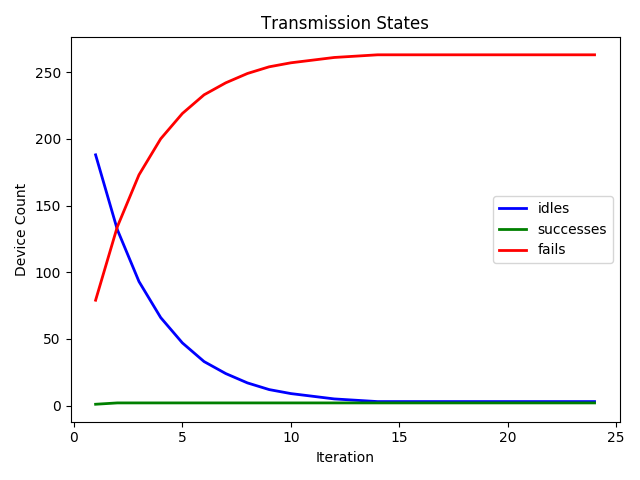 Transmission States
Device Count
250
200
150
100
50
0
idles
successes
fails
0 5 10 15 20 25
Iteration